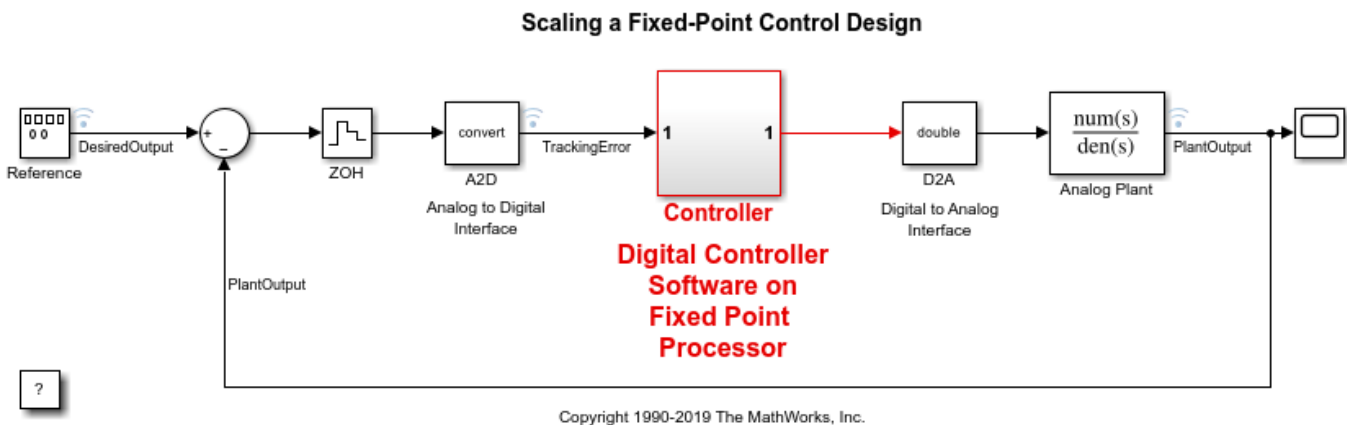 Scaling a Fixed-Point Control Design
DesiredOutput
Reference
+
−
ZOH
convert
A2D
Analog to Digital
Interface
TrackingError
1
1
Controller
Digital Controller
Software on
Fixed Point
Processor
double
D2A
Digital to Analog
Interface
num(s)
den(s)
Analog Plant
PlantOutput
PlantOutput
?
Copyright 1990-2019 The MathWorks, Inc.